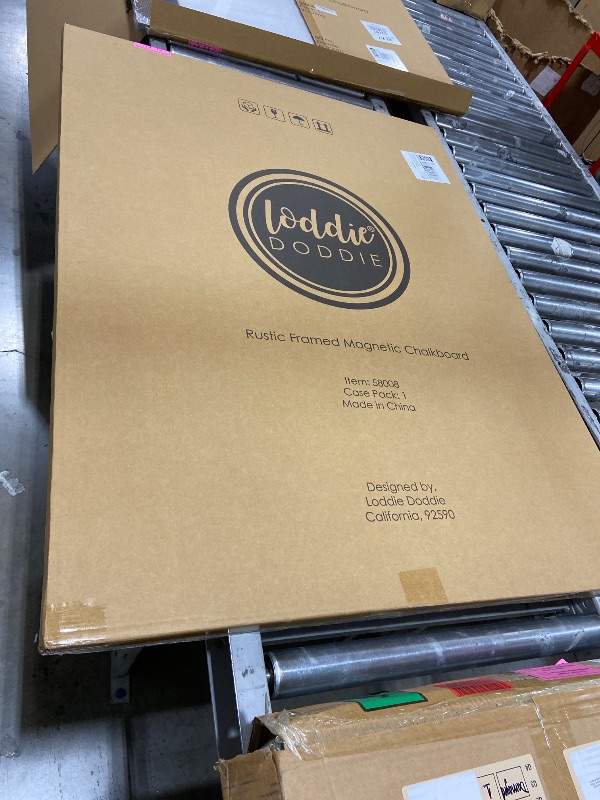 loddie®
DODDIE
Rustic Framed Magnetic Chalkboard
Item: 58008
Case Pack: 1
Made in China
Designed by,
Loddie Doddie
California, 92590